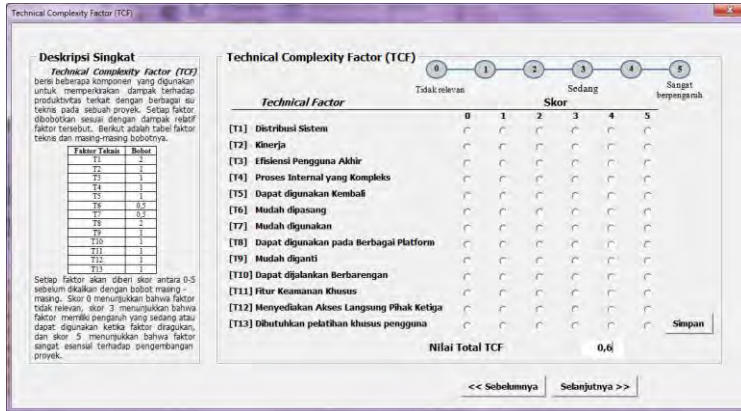 Technical Complexity Factor (TCF)
Deskripsi Singkat
Technical Complexity Factor (TCF)
berisi beberapa komponen yang digunakan
untuk memperkirakan dampak terhadap
produktivitas terkait dengan berbagai isu
teknis pada sebuah proyek. Setiap faktor
dibobotkan sesuai dengan dampak relatif
faktor tersebut. Berikut adalah tabel faktor
teknis dan masing-masing bobotnya.
Faktor Teknis Bobot
T1 2
T2 1
T3 1
T4 1
T5 1
T6 0,5
T7 0,5
T8 2
T9 1
T10 1
T11 1
T12 1
T13 1
Setiap faktor akan diberi skor antara 0-5
sebelum dikalikan dengan bobot masing -
masing. Skor 0 menunjukkan bahwa faktor
tidak relevan, skor 3 menunjukkan bahwa
faktor memiliki pengaruh yang sedang atau
dapat digunakan ketika faktor diragukan,
dan skor 5 menunjukkan bahwa faktor
sangat esensial terhadap pengembangan
proyek.
Technical Complexity Factor (TCF)
0 1 2 3 4 5
Tidak relevan Sedang Sangat
berpengaruh
Technical Factor Skor
0 1 2 3 4 5
[T1] Distribusi Sistem
[T2] Kinerja
[T3] Efisiensi Pengguna Akhir
[T4] Proses Internal yang Kompleks
[T5] Dapat digunakan Kembali
[T6] Mudah dipasang
[T7] Mudah digunakan
[T8] Dapat digunakan pada Berbagai Platform
[T9] Mudah diganti
[T10] Dapat dijalankan Berbarengan
[T11] Fitur Keamanan Khusus
[T12] Menyediakan Akses Langsung Pihak Ketiga
[T13] Dibutuhkan pelatihan khusus pengguna
Simpan
Nilai Total TCF 0,6
<< Sebelumnya Selanjutnya >>